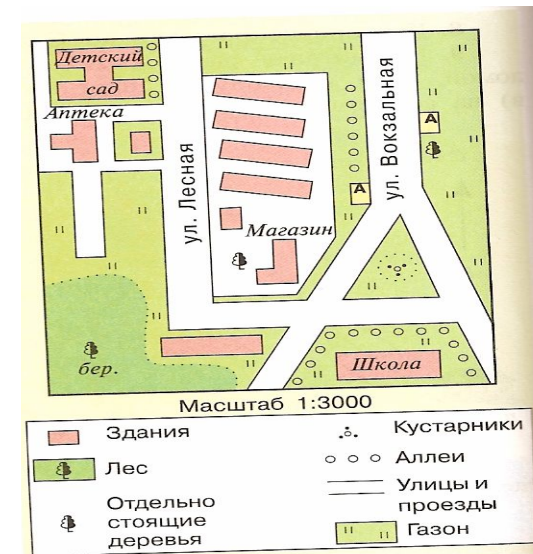 Детский
сад
Аптека
ул. Лесная
ул. Вокзальная
А
А
Магазин
бер.
Школа
Масштаб 1:3000
Здания
Лес
Отдельно
стоящие
деревья
Кустарники
Аллеи
Улицы и
проезды
Газон